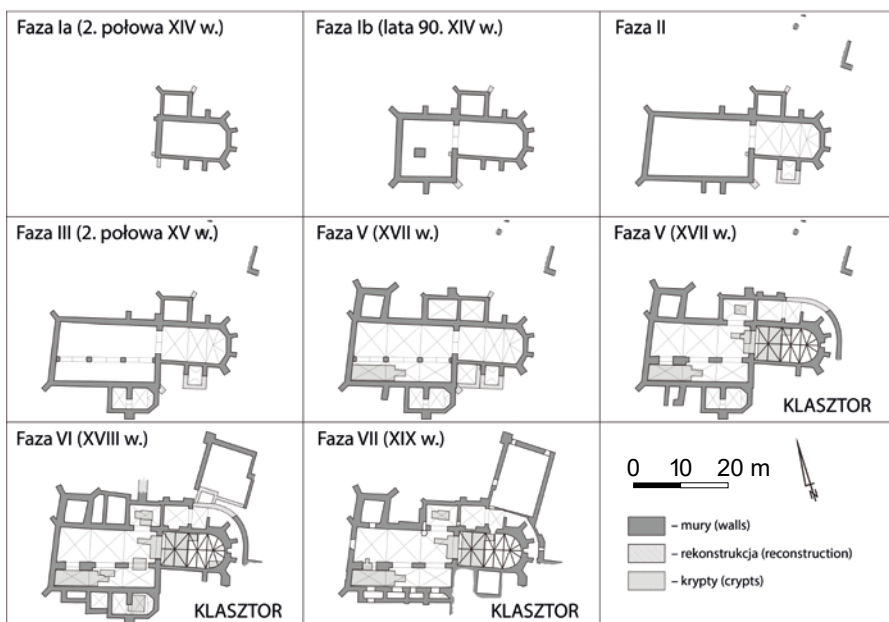 Faza Ia (2. połowa XIV w.)
Faza Ib (lata 90. XIV w.)
Faza II
Faza III (2. połowa XV w.)
Faza V (XVII w.)
Faza V (XVII w.)
KLASZTOR
Faza VI (XVIII w.)
KLASZTOR
Faza VII (XIX w.)
KLASZTOR
0 10 20 m
N
– mury (walls)
– rekonstrukcja (reconstruction)
– krypty (crypts)